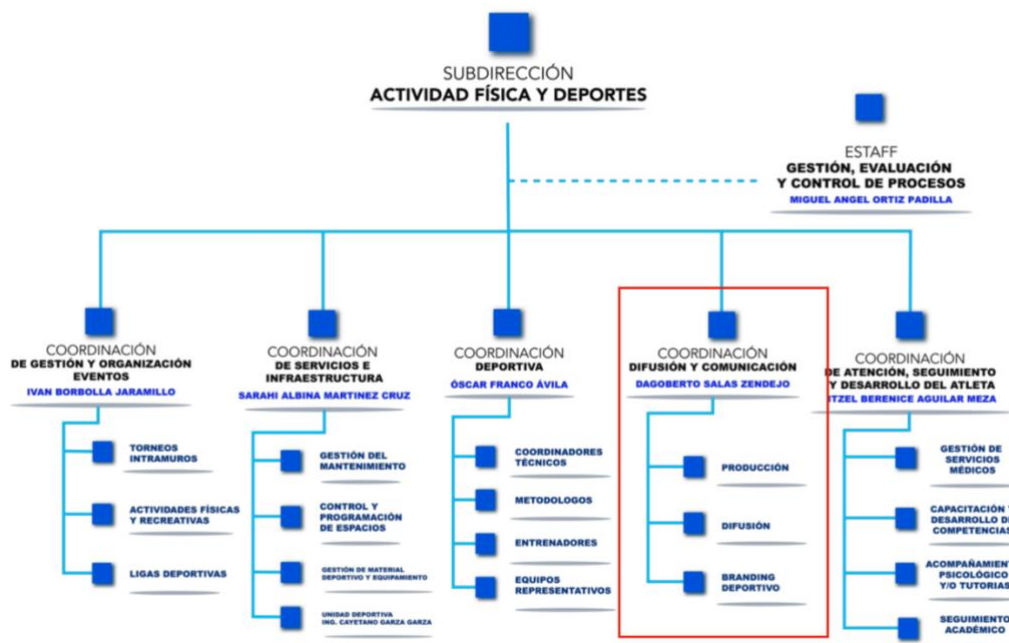 SUBDIRECCIÓN
ACTIVIDAD FÍSICA Y DEPORTES
ESTAFF
GESTIÓN, EVALUACIÓN
Y CONTROL DE PROCESOS
MIGUEL ANGEL ORTIZ PADILLA
COORDINACIÓN
DE GESTIÓN Y ORGANIZACIÓN
EVENTOS
IVAN BORBOLLA JARAMILLO
TORNEOS
INTRAMUROS
ACTIVIDADES FÍSICAS
Y RECREATIVAS
LIGAS DEPORTIVAS
COORDINACIÓN
DE SERVICIOS E
INFRAESTRUCTURA
SARAHI ALBINA MARTINEZ CRUZ
GESTIÓN DEL
MANTENIMIENTO
CONTROL Y
PROGRAMACIÓN
DE ESPACIOS
GESTIÓN DE MATERIAL
DEPORTIVO Y EQUIPAMIENTO
UNIDAD DEPORTIVA
ING. CAYETANO GARZA GARZA
COORDINACIÓN
DEPORTIVA
ÓSCAR FRANCO ÁVILA
COORDINADORES
TÉCNICOS
METODOLOGOS
ENTRENADORES
EQUIPOS
REPRESENTATIVOS
COORDINACIÓN
DIFUSIÓN Y COMUNICACIÓN
DAGOBERTO SALAS ZENDEJO
PRODUCCIÓN
DIFUSIÓN
BRANDING
DEPORTIVO
COORDINACIÓN
DE ATENCIÓN, SEGUIMIENTO
Y DESARROLLO DEL ATLETA
ITZEL BERENICE AGUILAR MEZA
GESTIÓN DE
SERVICIOS
MÉDICOS
CAPACITACIÓN Y
DESARROLLO DE
COMPETENCIAS
ACOMPAÑAMIEN
PSICOLÓGICO
Y/O TUTORIAS
SEGUIMIENTO
ACADÉMICO